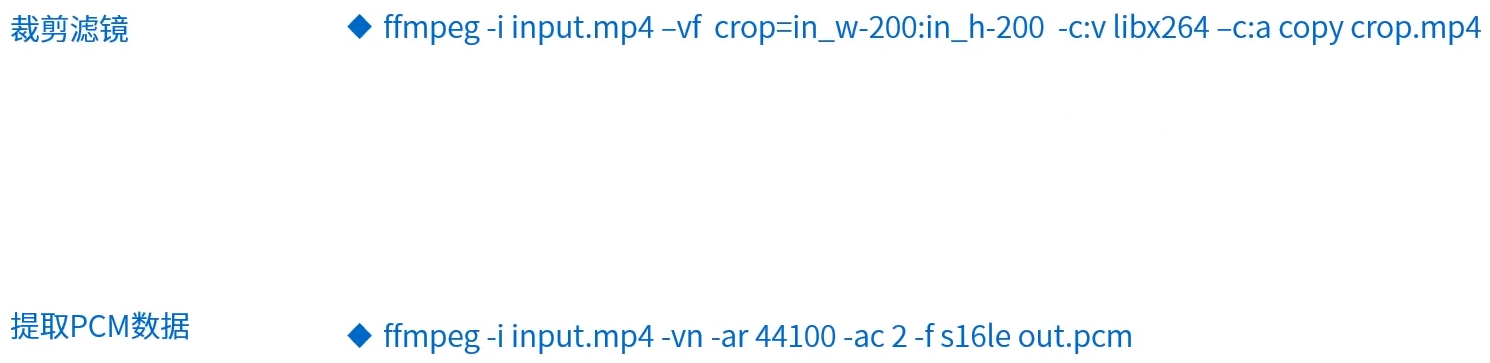 裁剪滤镜
◆ ffmpeg -i input.mp4 –vf crop=in_w-200:in_h-200 -c:v libx264 –c:a copy crop.mp4
提取PCM数据
◆ ffmpeg -i input.mp4 -vn -ar 44100 -ac 2 -f s16le out.pcm